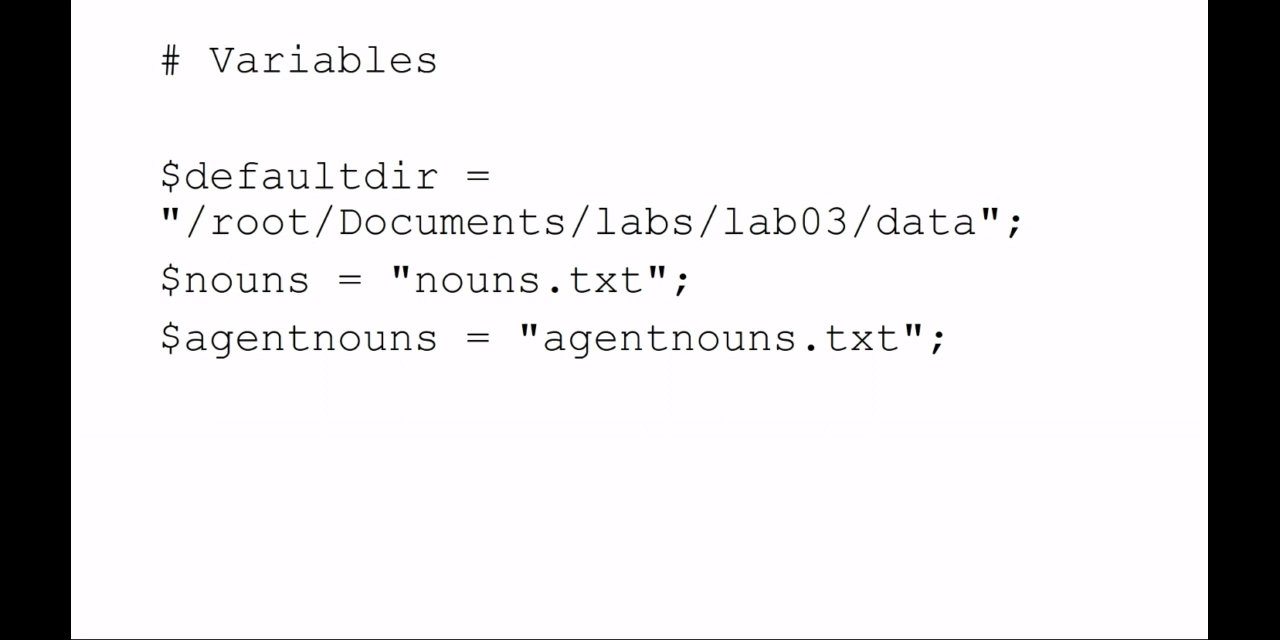 # Variables
$defaultdir =
"/root/Documents/labs/lab03/data";
$nouns = "nouns.txt";
$agentnouns = "agentnouns.txt";